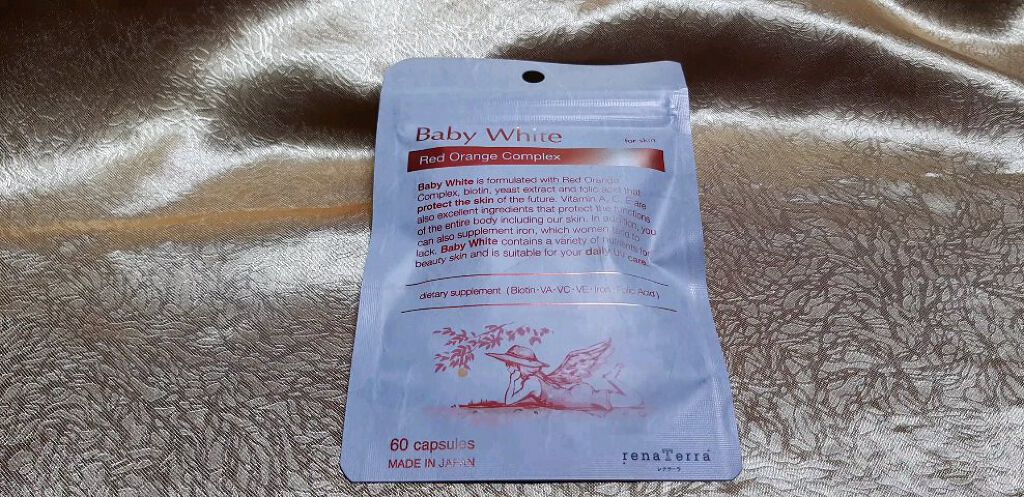 Baby White
for skin
Red Orange Complex
Baby White is formulated with Red Orange
Complex, biotin, yeast extract and folic acid that
protect the skin of the future. Vitamin A, C, E are
also excellent ingredients that protect the functions
of the entire body including our skin. In addition, you
can also supplement iron, which women tend to
lack. Baby White contains a variety of nutrients for
beauty skin and is suitable for your daily UV care.
dietary supplement (Biotin・VA・VC・VE・Iron・Folic Acid)
60 capsules
MADE IN JAPAN
renaTerra
レナテーラ